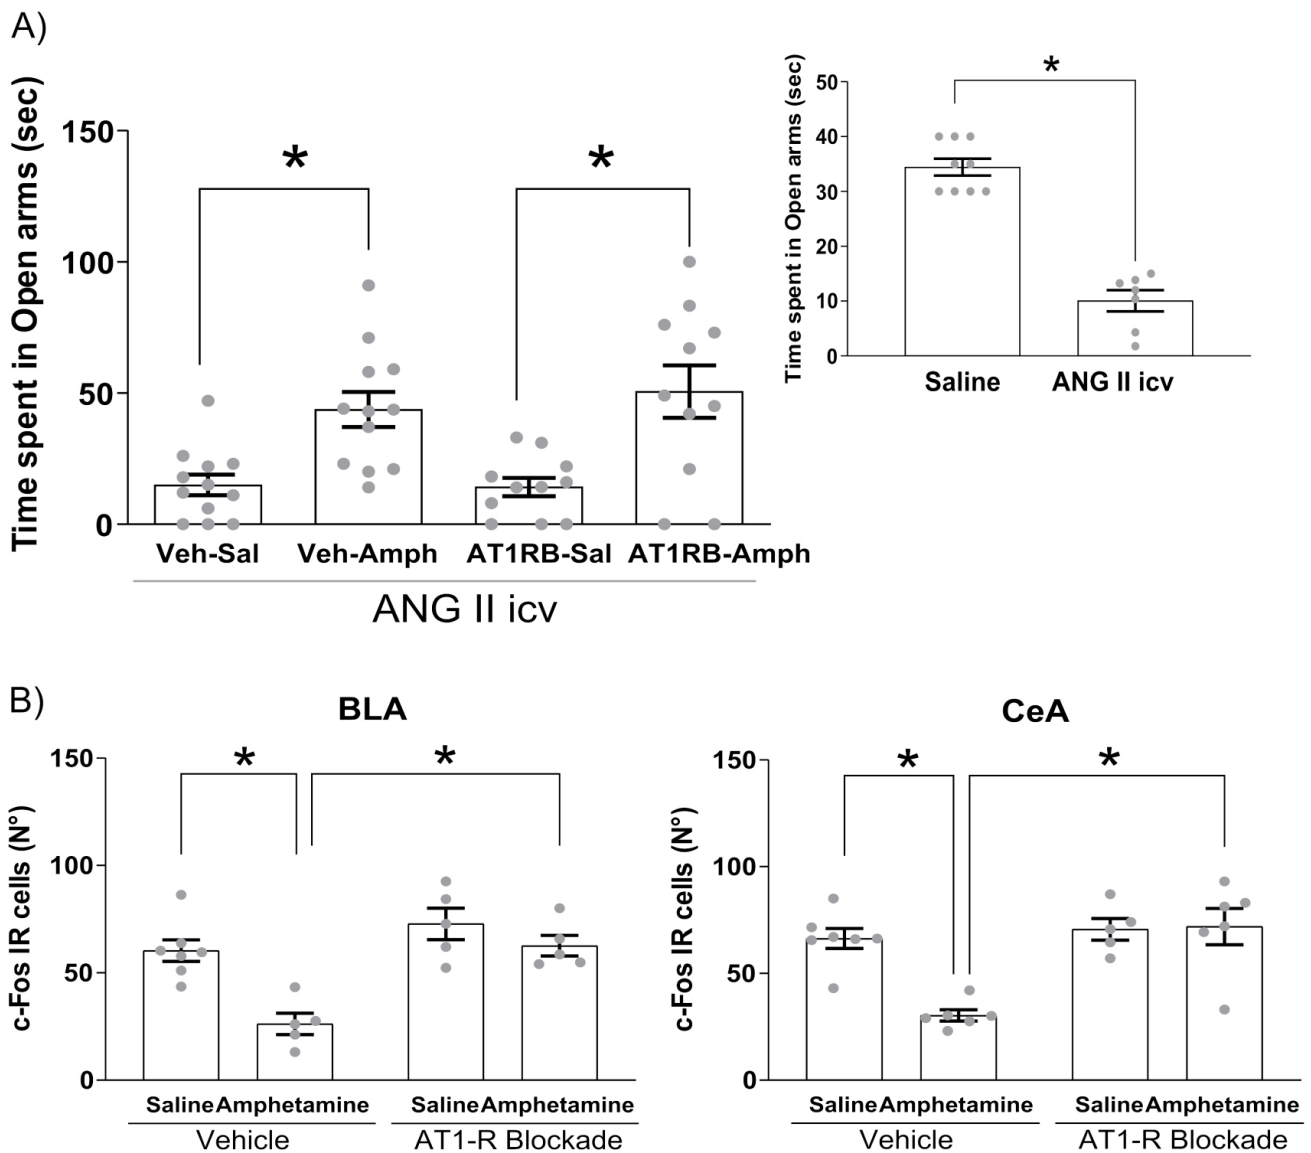 A)
Time spent in Open arms (sec)
150
100
50
0
*
*
Veh-Sal Veh-Amph AT1RB-Sal AT1RB-Amph
ANG II icv
Time spent in Open arms (sec)
50
40
30
20
10
0
*
Saline ANG II icv
B)
BLA
c-Fos IR cells (N°)
150
100
50
0
*
*
Saline Amphetamine Saline Amphetamine
Vehicle AT1-R Blockade
CeA
c-Fos IR cells (N°)
150
100
50
0
*
*
Saline Amphetamine Saline Amphetamine
Vehicle AT1-R Blockade